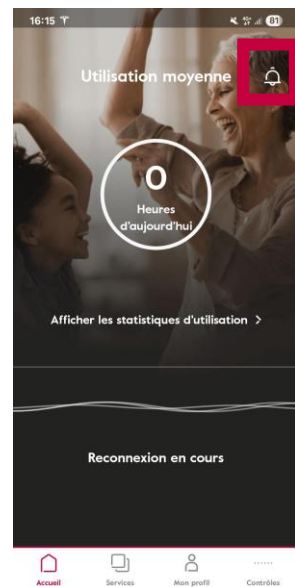 16:15
81
Utilisation moyenne
0
Heures
d'aujourd'hui
Afficher les statistiques d'utilisation >
Reconnexion en cours
Accueil Services Mon profil Contrôles